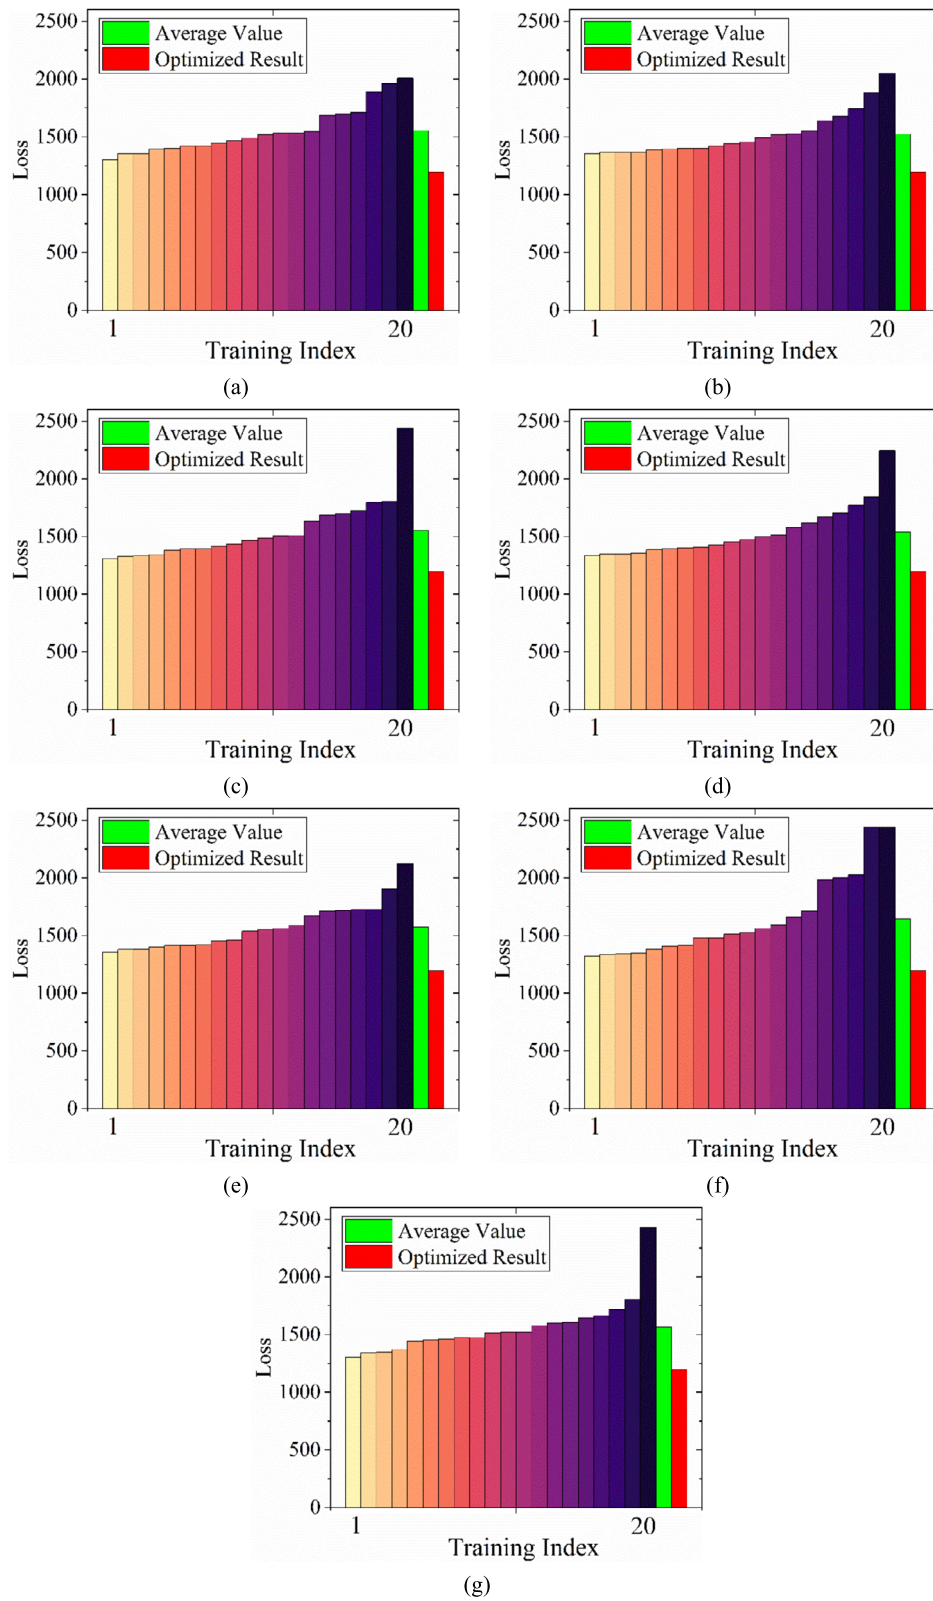 2500
Average Value
Optimized Result
2000
1500
1000
500
0
Loss
1 20
Training Index
(a)
2500
Average Value
Optimized Result
2000
1500
1000
500
0
Loss
1 20
Training Index
(b)
2500
Average Value
Optimized Result
2000
1500
1000
500
0
Loss
1 20
Training Index
(c)
2500
Average Value
Optimized Result
2000
1500
1000
500
0
Loss
1 20
Training Index
(d)
2500
Average Value
Optimized Result
2000
1500
1000
500
0
Loss
1 20
Training Index
(e)
2500
Average Value
Optimized Result
2000
1500
1000
500
0
Loss
1 20
Training Index
(f)
2500
Average Value
Optimized Result
2000
1500
1000
500
0
Loss
1 20
Training Index
(g)